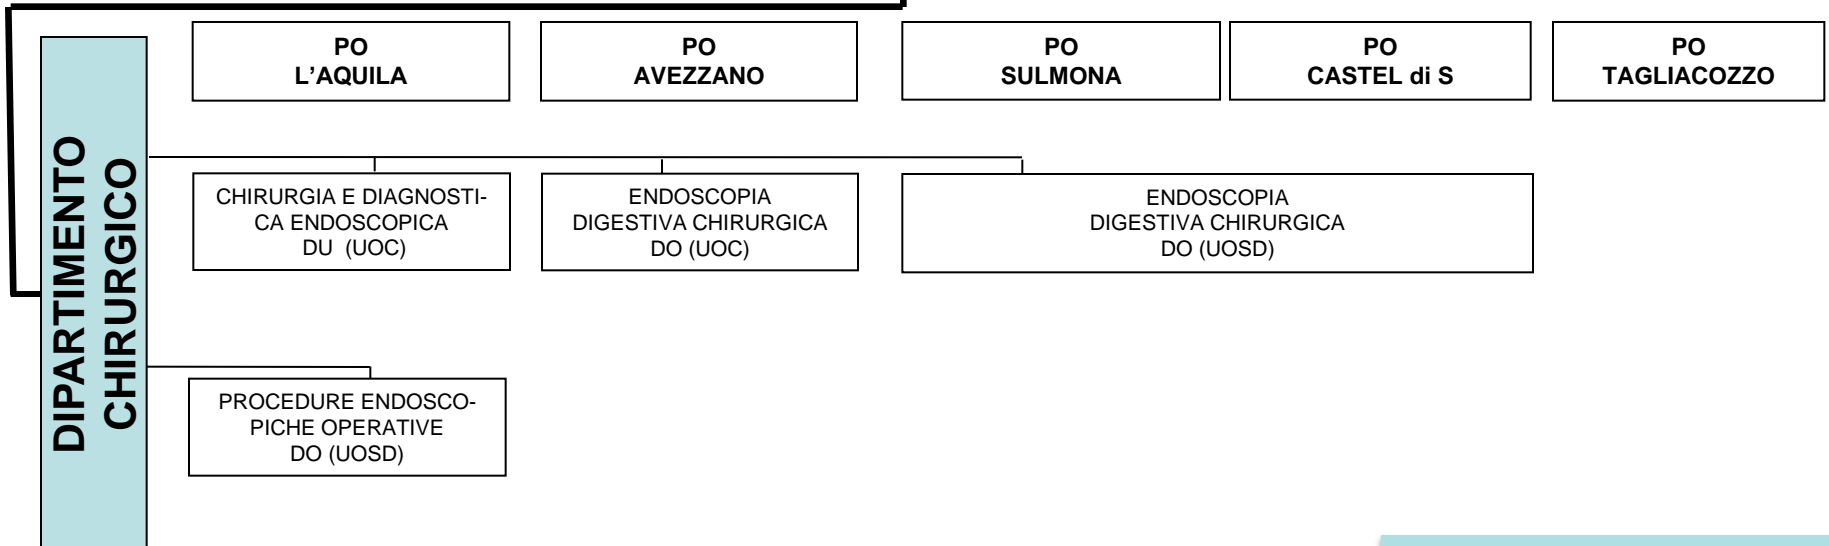 PO
L'AQUILA
PO
AVEZZANO
PO
SULMONA
PO
CASTEL di S
PO
TAGLIACOZZO
DIPARTIMENTO
CHIRURGICO
CHIRURGIA E DIAGNOSTI-
CA ENDOSCOPICA
DU (UOC)
ENDOSCOPIA
DIGESTIVA CHIRURGICA
DO (UOC)
ENDOSCOPIA
DIGESTIVA CHIRURGICA
DO (UOSD)
PROCEDURE ENDOSCO-
PICHE OPERATIVE
DO (UOSD)